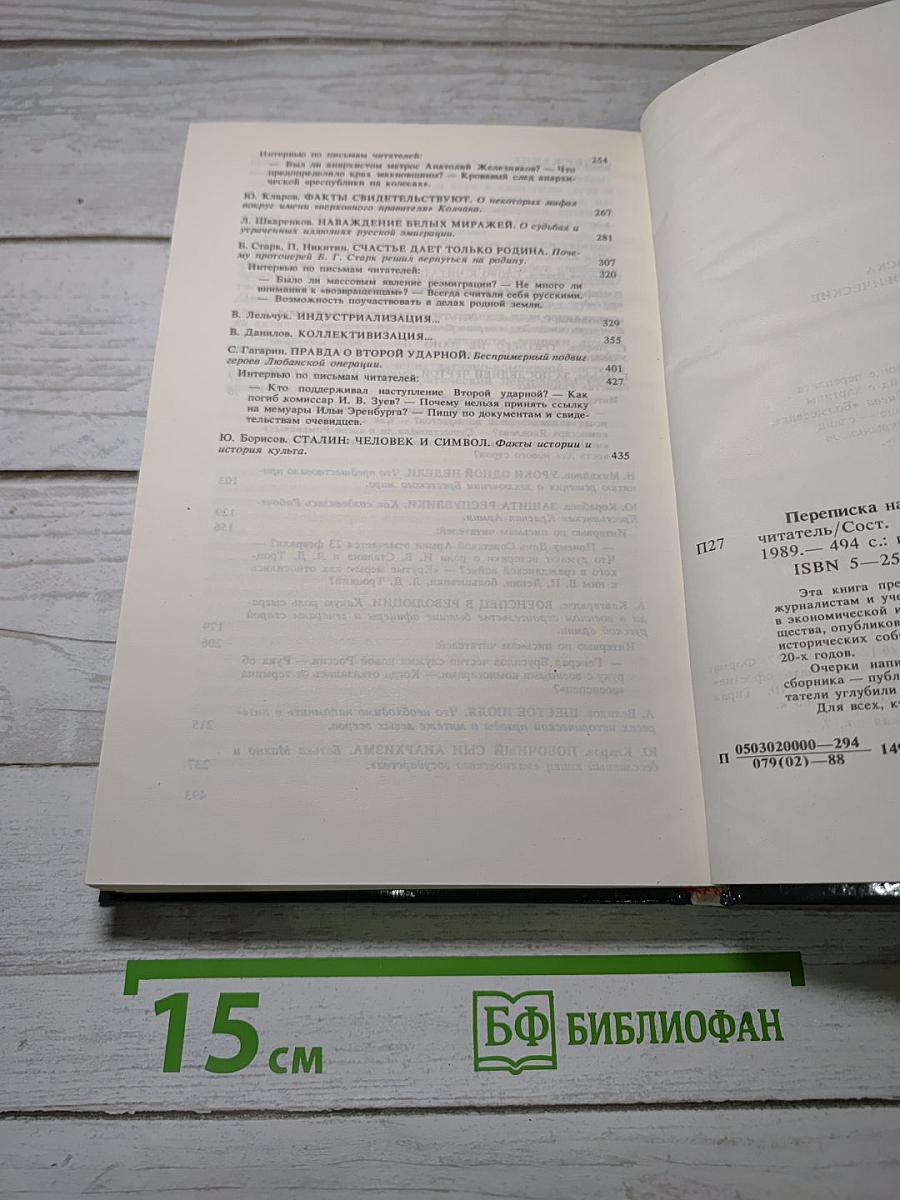 Интервью по письмам читателей: 254
— Был ли анархистом матрос Анатолий Железняков? — Что
предопределило крах махновщины? — Кровавый след анархи-
ческой «республики на колесах».
Ю. Кларов. ФАКТЫ СВИДЕТЕЛЬСТВУЮТ. О некоторых мифах
вокруг имени «верховного правителя» Колчака. 267
Л. Шкаренков. НАВАЖДЕНИЕ БЕЛЫХ МИРАЖЕЙ. О судьбах и
утраченных иллюзиях русской эмиграции. 281
Б. Старк, П. Никитин. СЧАСТЬЕ ДАЕТ ТОЛЬКО РОДИНА. Поче-
му протоиерей Б. Г. Старк решил вернуться на родину. 307
Интервью по письмам читателей: 320
— Было ли массовым явление реэмиграции? — Не много ли
внимания к «возвращенцам»? — Всегда считали себя русскими.
— Возможность поучаствовать в делах родной земли.
В. Лельчук. ИНДУСТРИАЛИЗАЦИЯ... 329
В. Данилов. КОЛЛЕКТИВИЗАЦИЯ... 355
С. Гагарин. ПРАВДА О ВТОРОЙ УДАРНОЙ. Беспримерный подвиг
героев Любанской операции. 401
Интервью по письмам читателей: 427
— Кто поддерживал наступление Второй ударной? — Как
погиб комиссар И. В. Зуев? — Почему нельзя принять ссылку
на мемуары Ильи Эренбурга? — Пишу по документам и свиде-
тельствам очевидцев.
Ю. Борисов. СТАЛИН: ЧЕЛОВЕК И СИМВОЛ. Факты истории и
история культа. 435
Переписка на
П27 читатель/Сост.
1989.— 494 с.:
ISBN 5—25
Эта книга пре
журналистам и уче
в экономической и
щества, опубликов
исторических соб
20-х годов.
Очерки напи
сборника — публ
татели углубили
Для всех, к
П 0503020000—294
079(02)—88 149
15 см
БФ БИБЛИОФАН